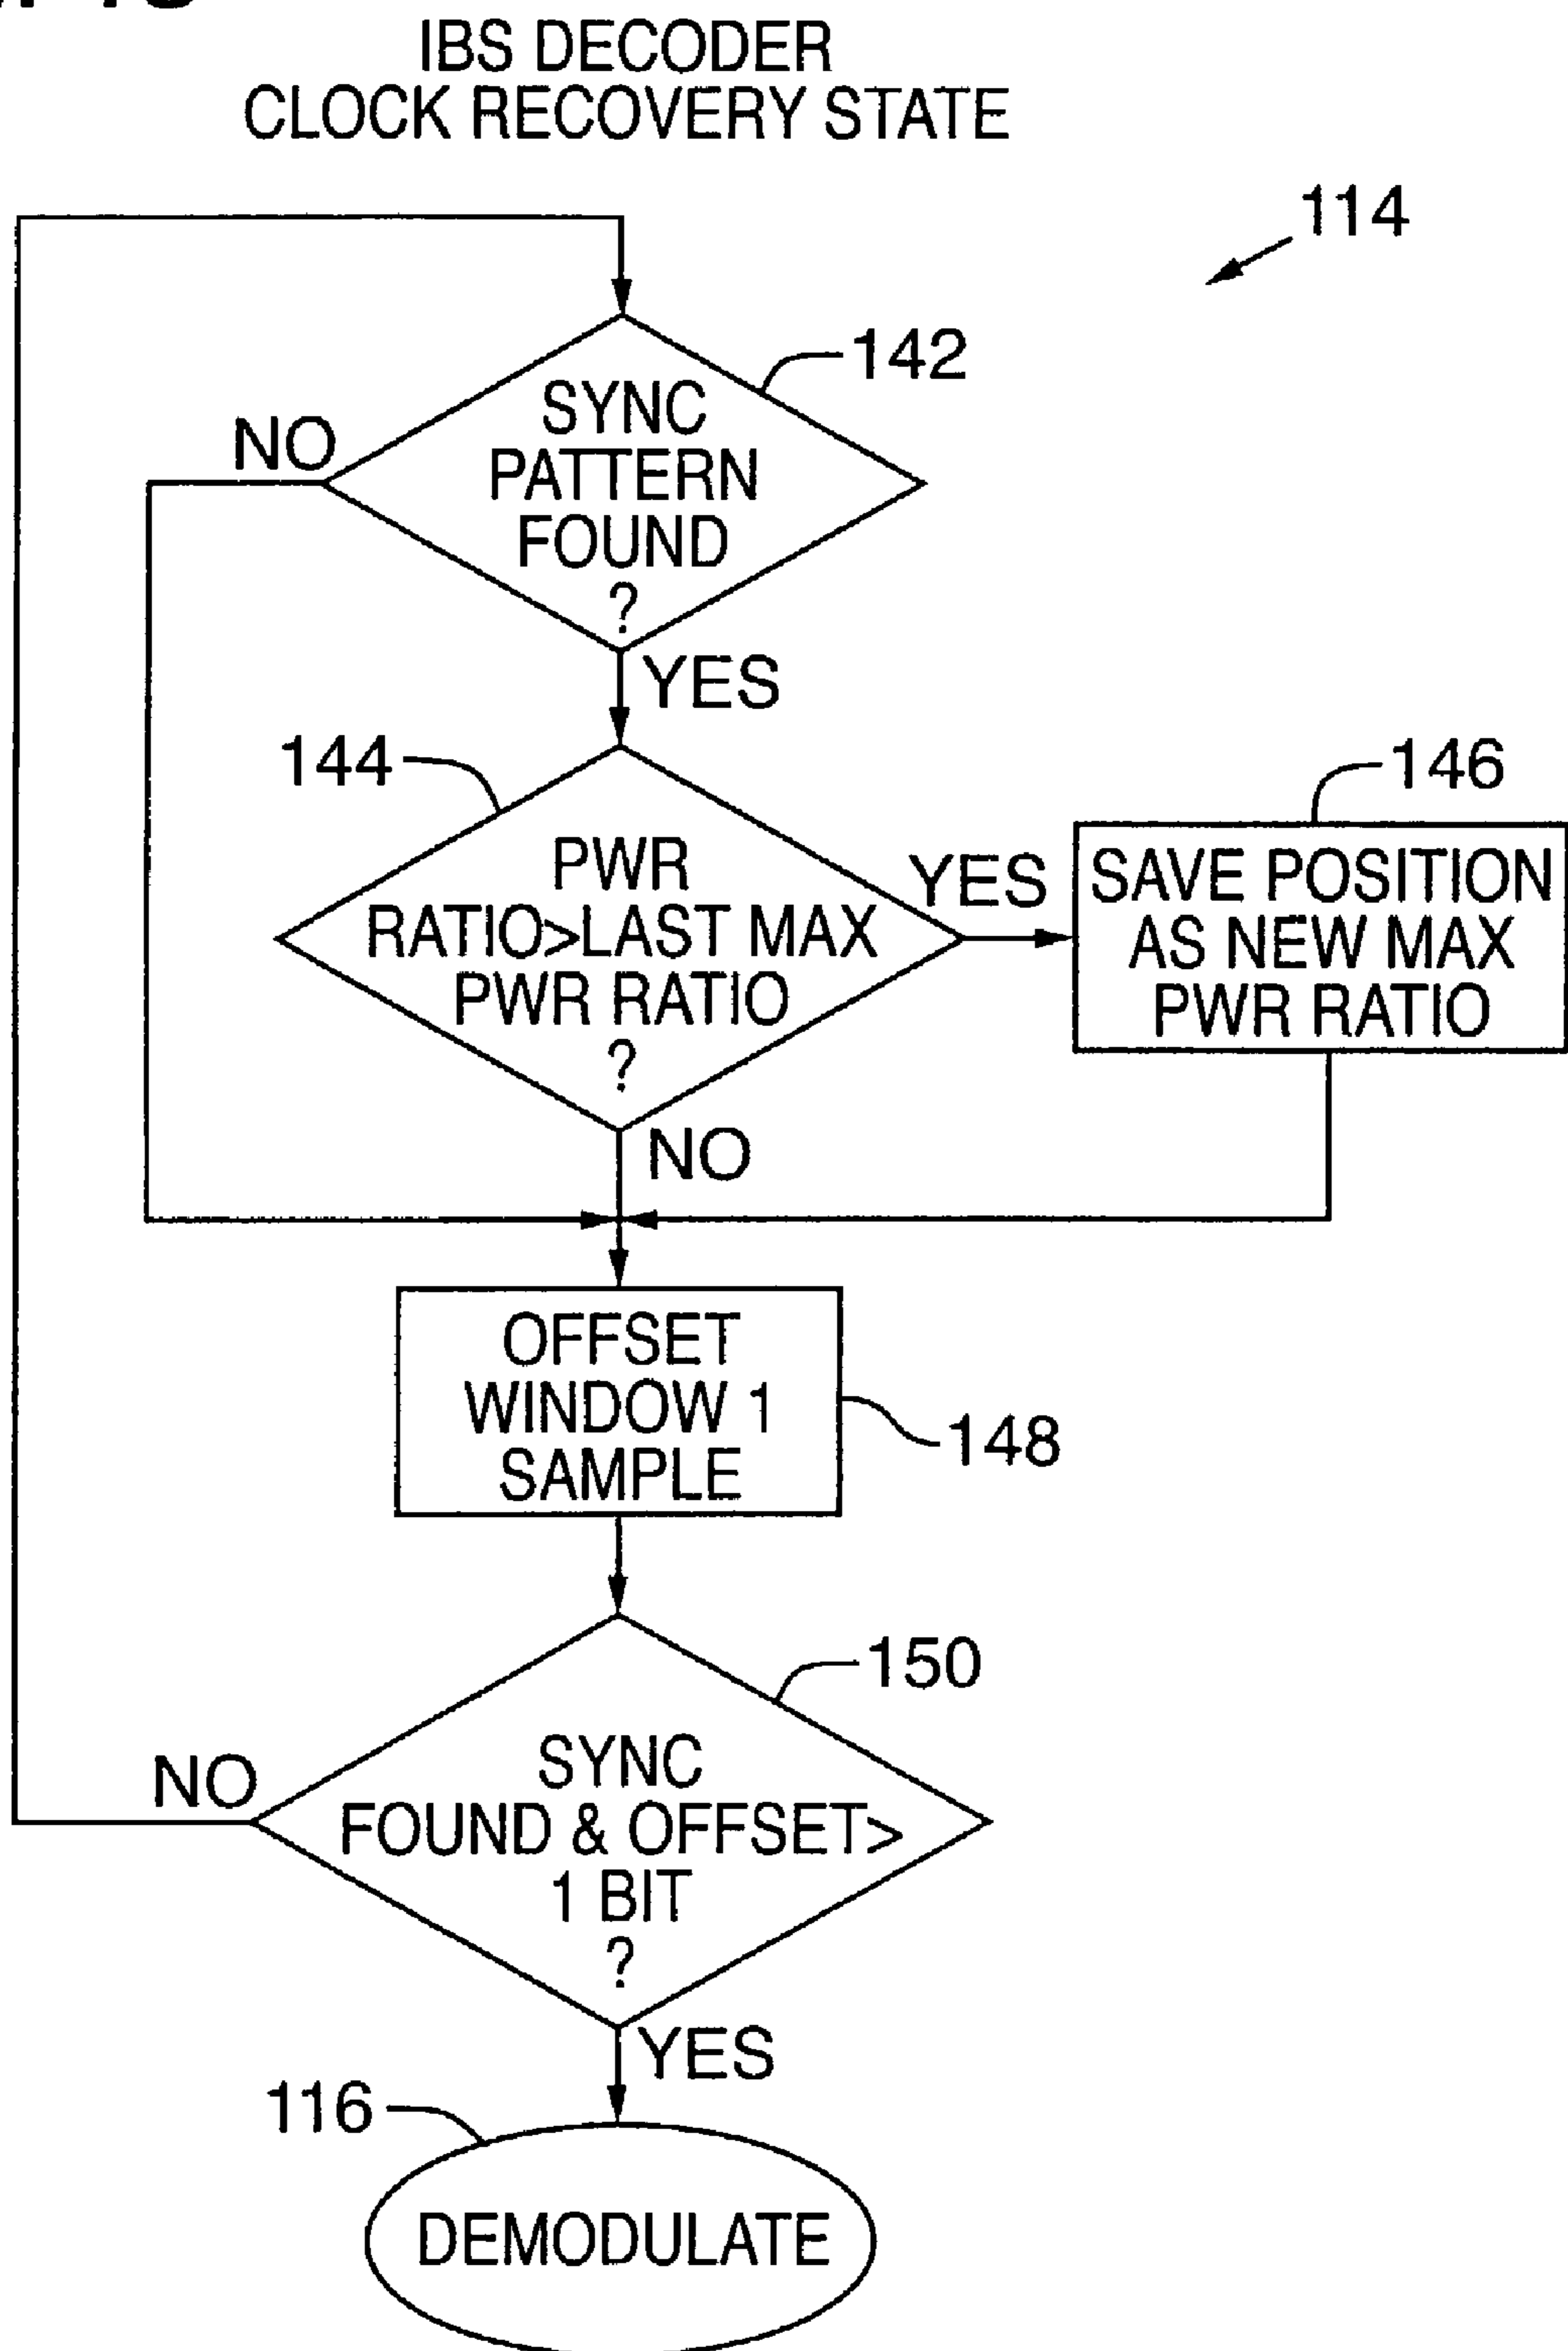 IBS DECODER
CLOCK RECOVERY STATE
114
142
SYNC
PATTERN
FOUND
?
NO
YES
144
PWR
RATIO>LAST MAX
PWR RATIO
?
YES
146
SAVE POSITION
AS NEW MAX
PWR RATIO
NO
OFFSET
WINDOW 1
SAMPLE
148
150
SYNC
FOUND & OFFSET>
1 BIT
?
NO
YES
116
DEMODULATE